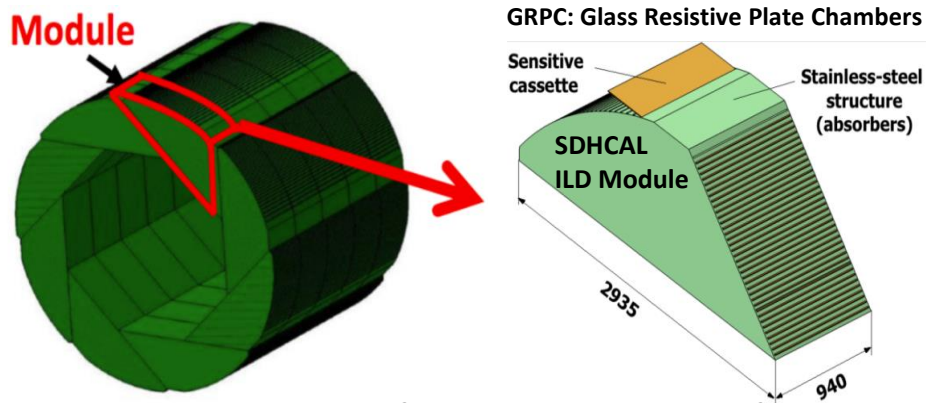 Module
GRPC: Glass Resistive Plate Chambers
Sensitive
cassette
Stainless-steel
structure
(absorbers)
SDHCAL
ILD Module
2935
940